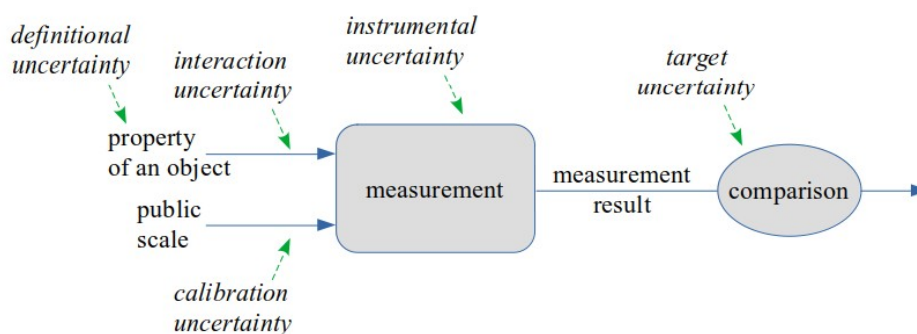 definitional
uncertainty
interaction
uncertainty
instrumental
uncertainty
target
uncertainty
property
of an object
public
scale
measurement
measurement
result
comparison
calibration
uncertainty